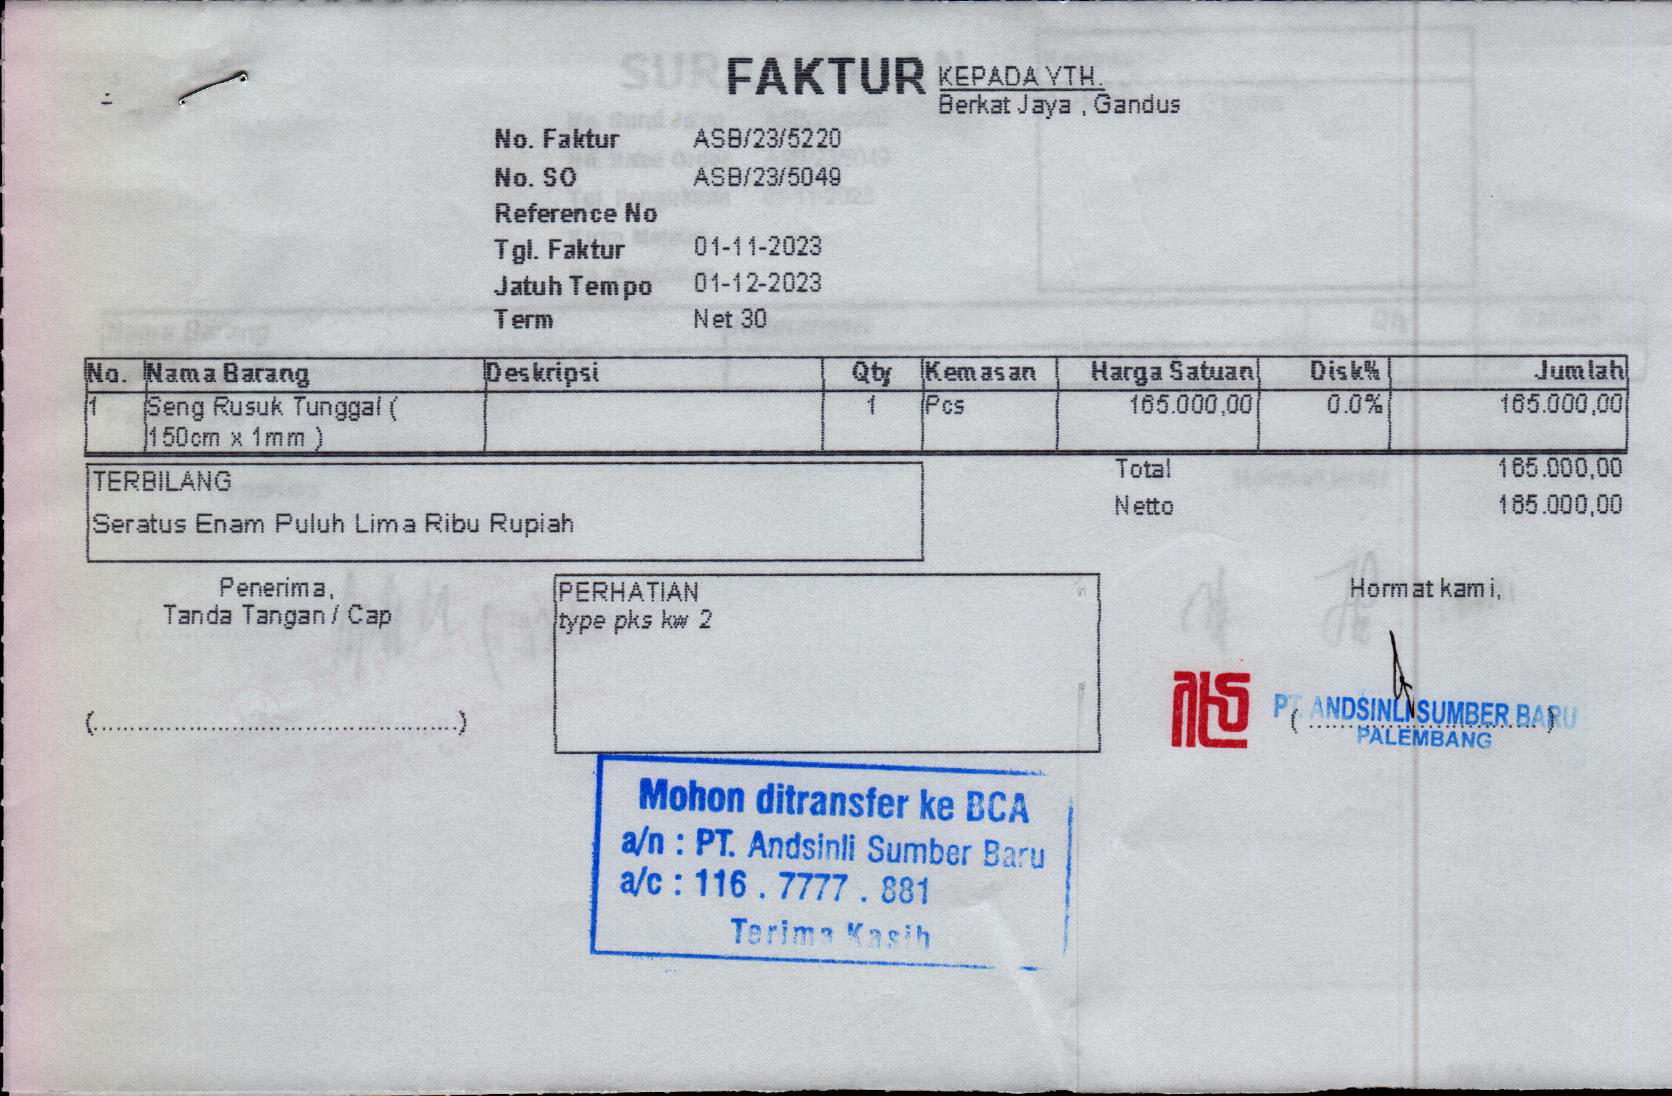 FAKTUR
KEPADA YTH.
Berkat Jaya , Gandus
No. Faktur ASB/23/5220
No. SO ASB/23/5049
Reference No
Tgl. Faktur 01-11-2023
Jatuh Tempo 01-12-2023
Term Net 30
No. Nama Barang Deskripsi Qty Kemasan Harga Satuan Disk% Jumlah
1 Seng Rusuk Tunggal ( 1 Pcs 165.000,00 0.0% 165.000,00
150cm x 1mm )
Total 165.000,00
TERBILANG
Netto 165.000,00
Seratus Enam Puluh Lima Ribu Rupiah
Penerima,
Tanda Tangan / Cap
(................................................)
PERHATIAN
type pks kw 2
Hormat kami,
PT ANDSINLI SUMBER BARU
PALEMBANG
Mohon ditransfer ke BCA
a/n : PT. Andsinli Sumber Baru
a/c : 116 . 7777 . 881
Terima Kasih